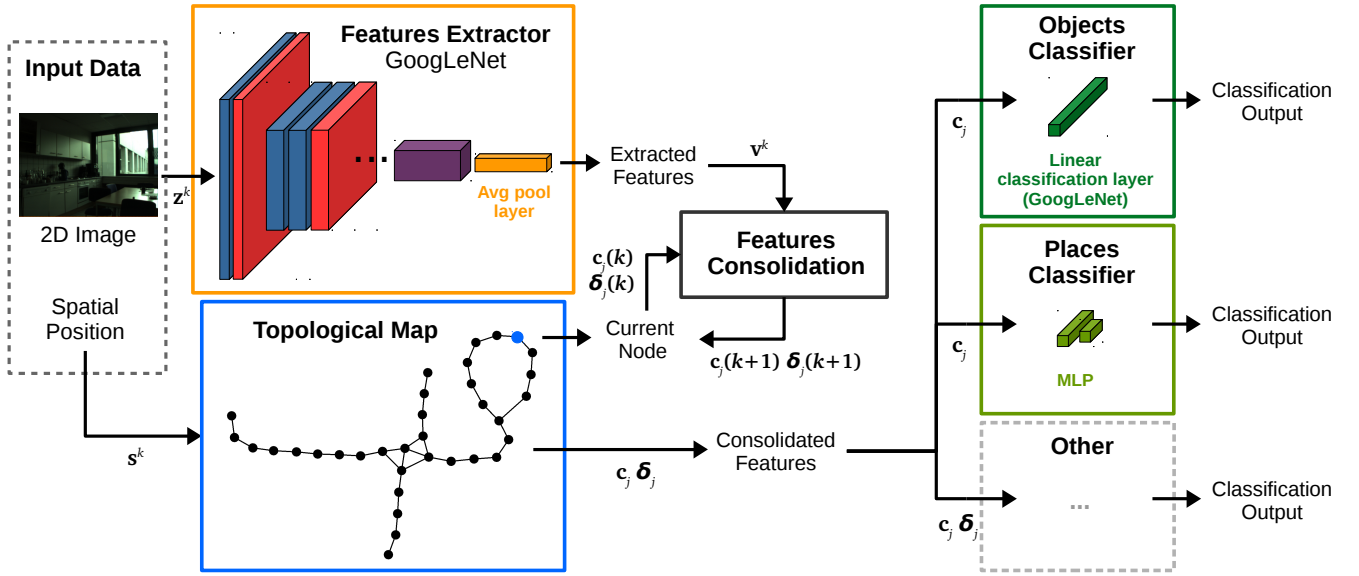 Input Data
2D Image
Spatial
Position
z^k
s^k
Features Extractor
GoogLeNet
...
Avg pool
layer
Extracted
Features
v^k
Features
Consolidation
c_j(k)
δ_j(k)
Current
Node
c_j(k+1) δ_j(k+1)
Topological Map
c_j δ_j
Consolidated
Features
c_j
Objects
Classifier
Linear
classification layer
(GoogLeNet)
Classification
Output
c_j
Places
Classifier
MLP
Classification
Output
c_j δ_j
Other
...
Classification
Output